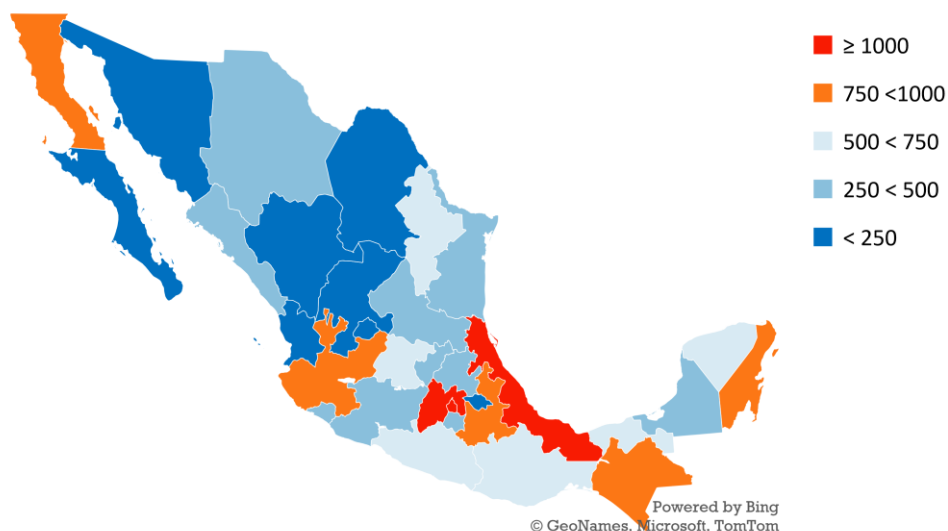 ≥ 1000
750 <1000
500 < 750
250 < 500
< 250
Powered by Bing
© GeoNames, Microsoft, TomTom